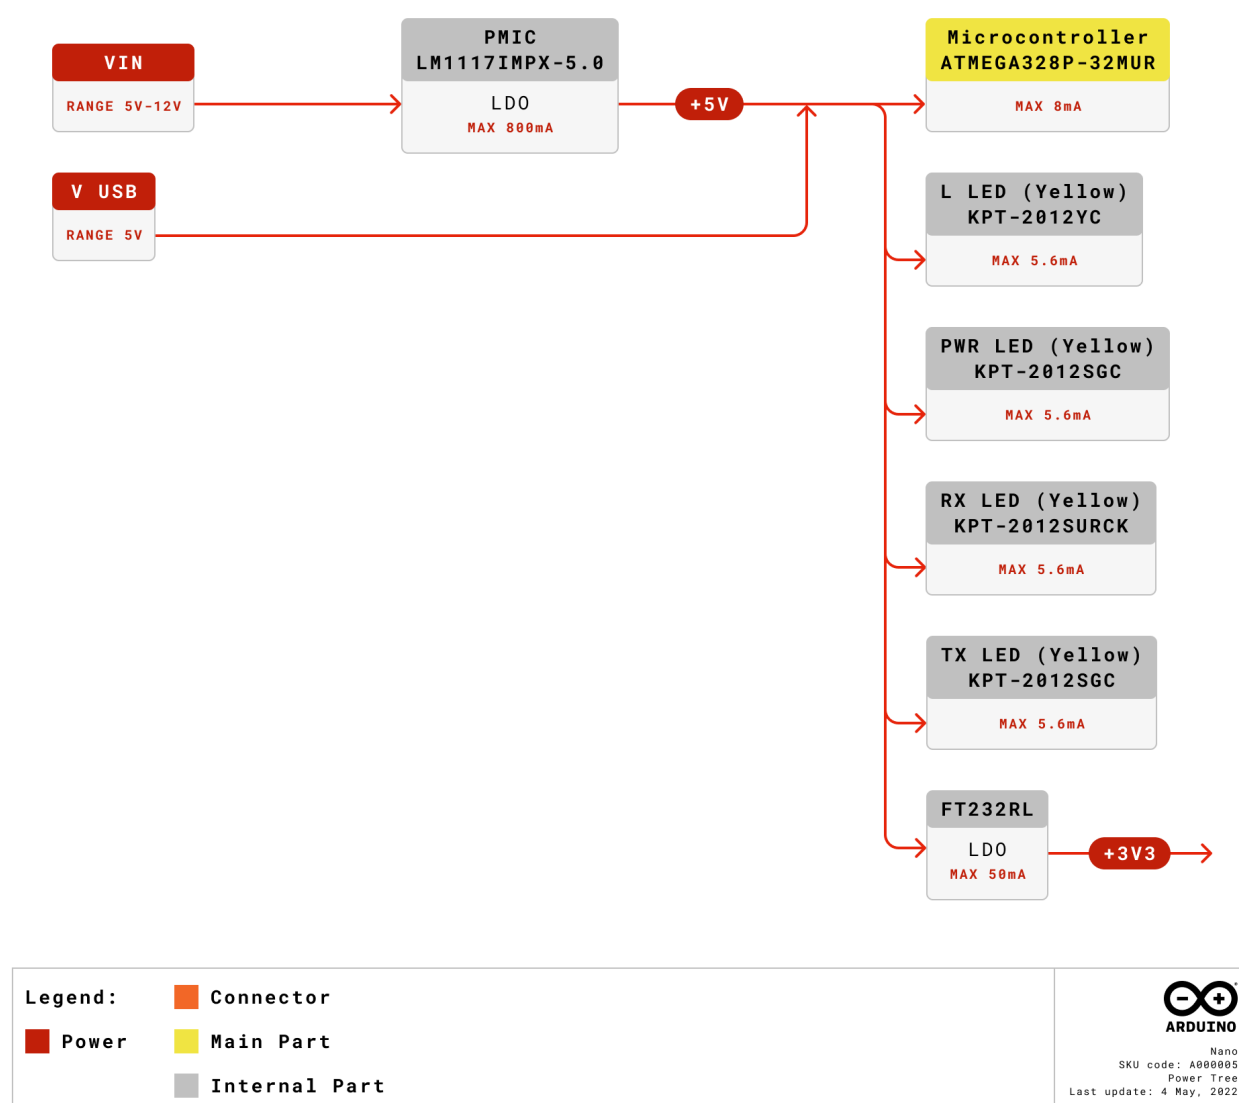 VIN
RANGE 5V-12V
V USB
RANGE 5V
PMIC
LM1117IMPX-5.0
LDO
MAX 800mA
+5V
Microcontroller
ATMEGA328P-32MUR
MAX 8mA
L LED (Yellow)
KPT-2012YC
MAX 5.6mA
PWR LED (Yellow)
KPT-2012SGC
MAX 5.6mA
RX LED (Yellow)
KPT-2012SURCK
MAX 5.6mA
TX LED (Yellow)
KPT-2012SGC
MAX 5.6mA
FT232RL
LDO
MAX 50mA
+3V3
Legend:
Power
Connector
Main Part
Internal Part
ARDUINO
Nano
SKU code: A000005
Power Tree
Last update: 4 May, 2022